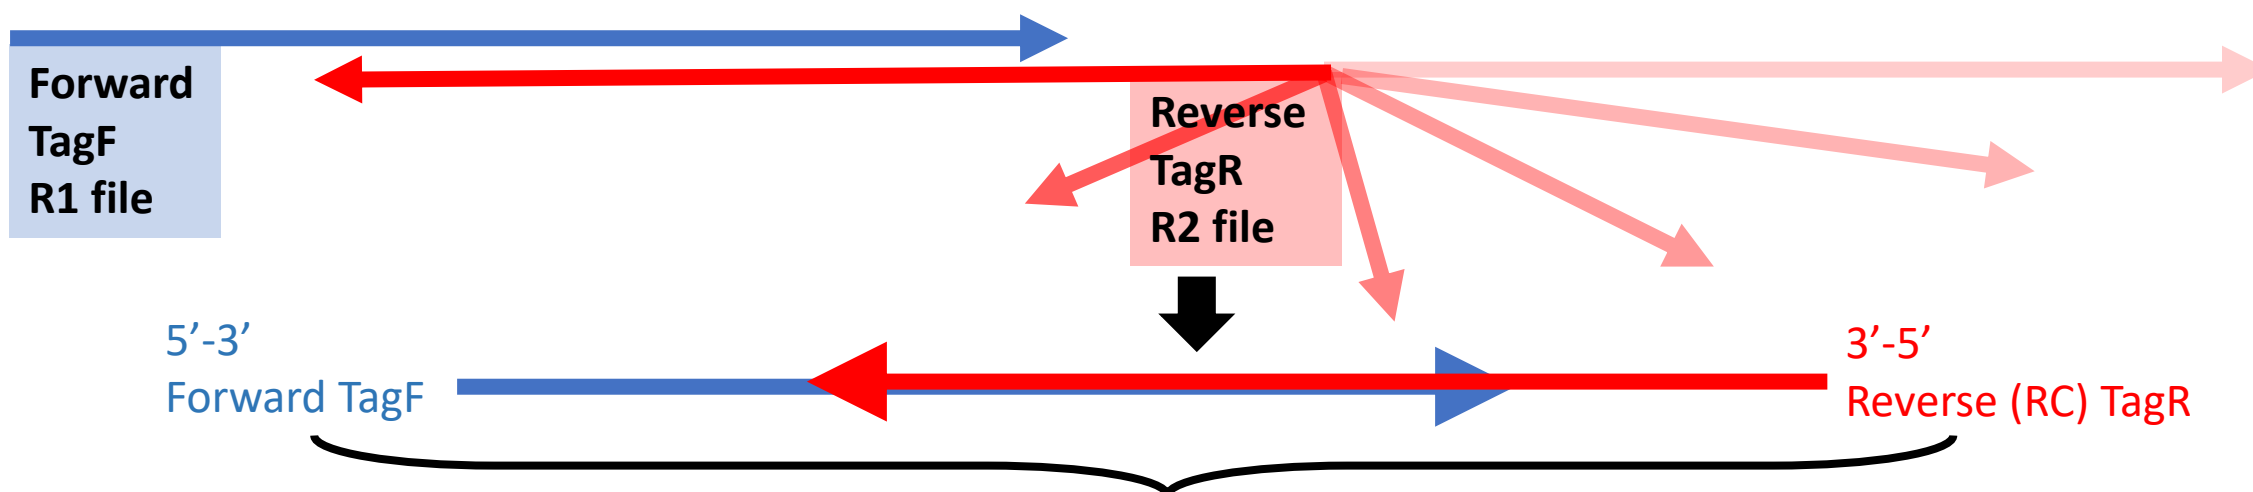 Forward
TagF
R1 file
Reverse
TagR
R2 file
5’-3’
Forward TagF
3’-5’
Reverse (RC) TagR